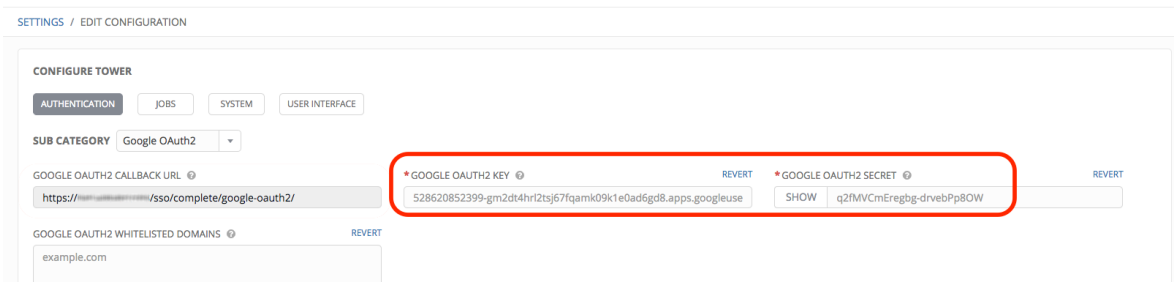 SETTINGS / EDIT CONFIGURATION
CONFIGURE TOWER
AUTHENTICATION JOBS SYSTEM USER INTERFACE
SUB CATEGORY Google OAuth2
GOOGLE OAUTH2 CALLBACK URL * GOOGLE OAUTH2 KEY REVERT * GOOGLE OAUTH2 SECRET REVERT
https:// /sso/complete/google-oauth2/ 528620852399-gm2dt4hrl2tsj67fqamk09k1e0ad6gd8.apps.googleuse SHOW q2fMVCmEregbg-drvebPp8OW
GOOGLE OAUTH2 WHITELISTED DOMAINS REVERT
example.com